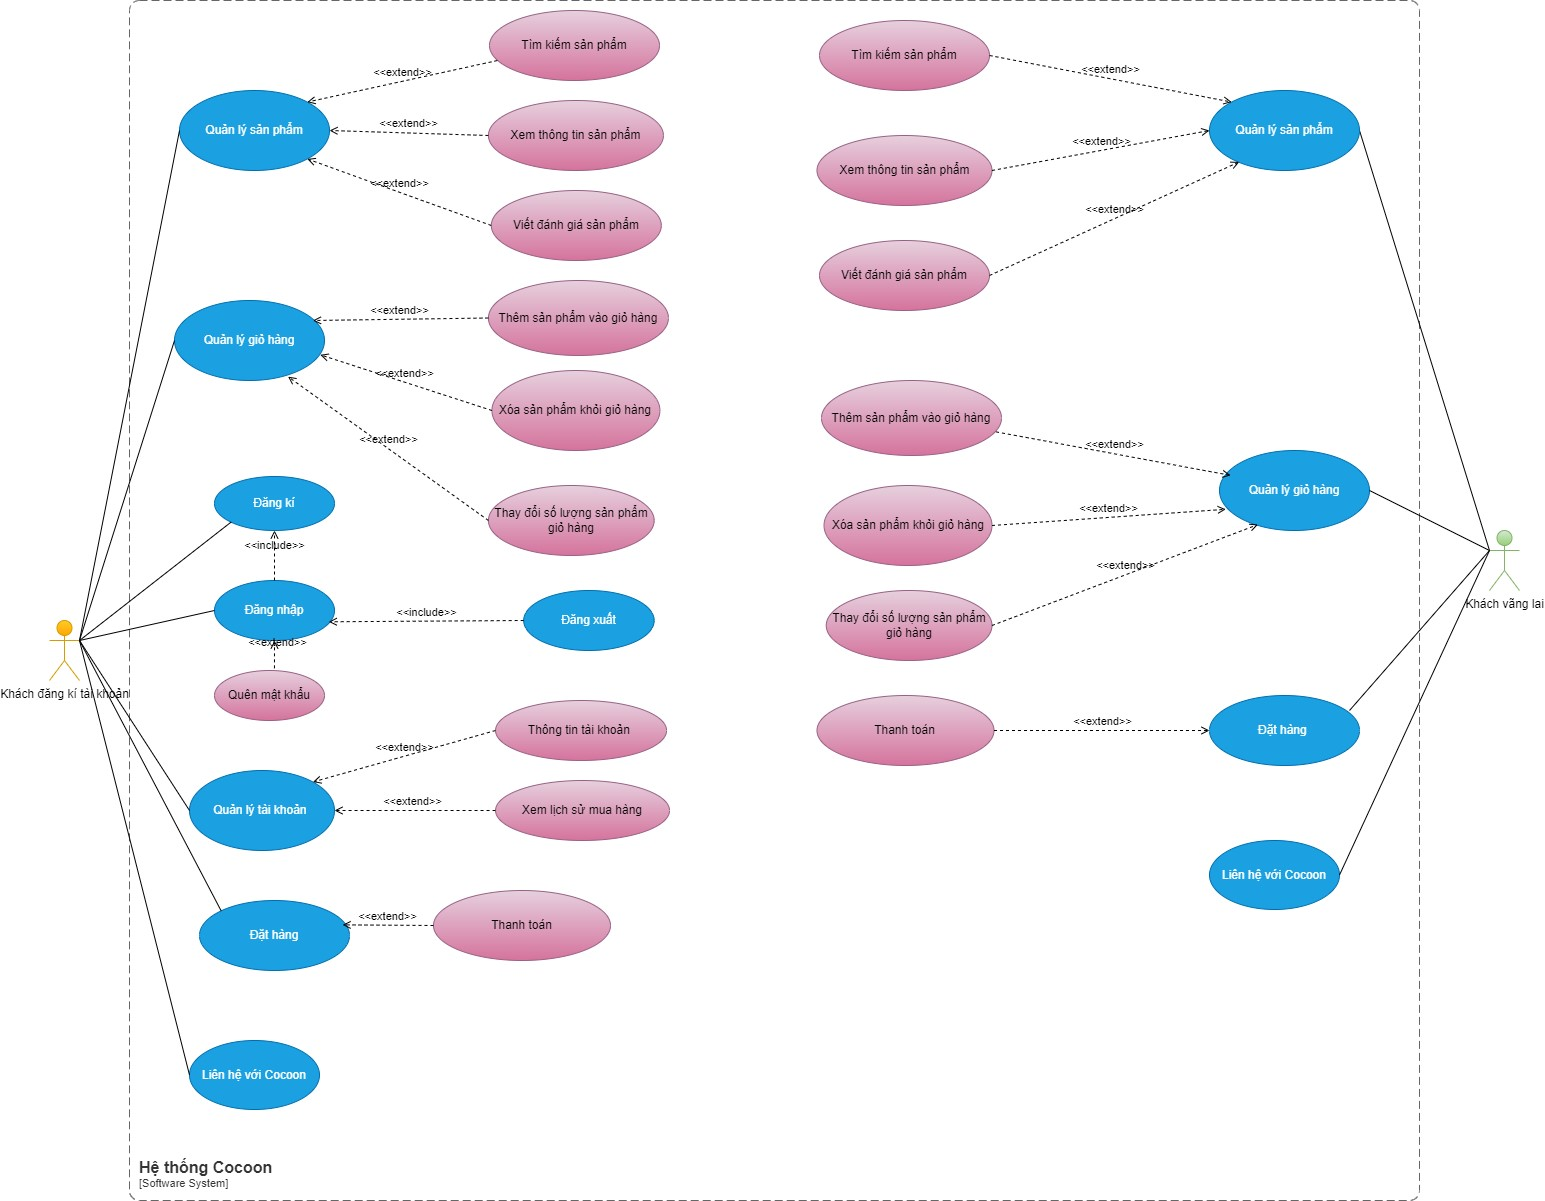 Tìm kiếm sản phẩm
<<extend>>
Quản lý sản phẩm
<<extend>>
Xem thông tin sản phẩm
<<extend>>
Viết đánh giá sản phẩm
<<extend>>
Thêm sản phẩm vào giỏ hàng
Quản lý giỏ hàng
<<extend>>
Xóa sản phẩm khỏi giỏ hàng
<<extend>>
Thay đổi số lượng sản phẩm
giỏ hàng
Đăng kí
<<include>>
Đăng nhập
<<include>>
Đăng xuất
<<extend>>
Quên mật khẩu
Khách đăng kí tài khoản
Thông tin tài khoản
<<extend>>
Quản lý tài khoản
<<extend>>
Xem lịch sử mua hàng
Đặt hàng
<<extend>>
Thanh toán
Liên hệ với Cocoon
Tìm kiếm sản phẩm
<<extend>>
Quản lý sản phẩm
<<extend>>
Xem thông tin sản phẩm
<<extend>>
Viết đánh giá sản phẩm
Thêm sản phẩm vào giỏ hàng
<<extend>>
Quản lý giỏ hàng
<<extend>>
Xóa sản phẩm khỏi giỏ hàng
<<extend>>
Thay đổi số lượng sản phẩm
giỏ hàng
Khách vãng lai
Thanh toán
<<extend>>
Đặt hàng
Liên hệ với Cocoon
Hệ thống Cocoon
[Software System]